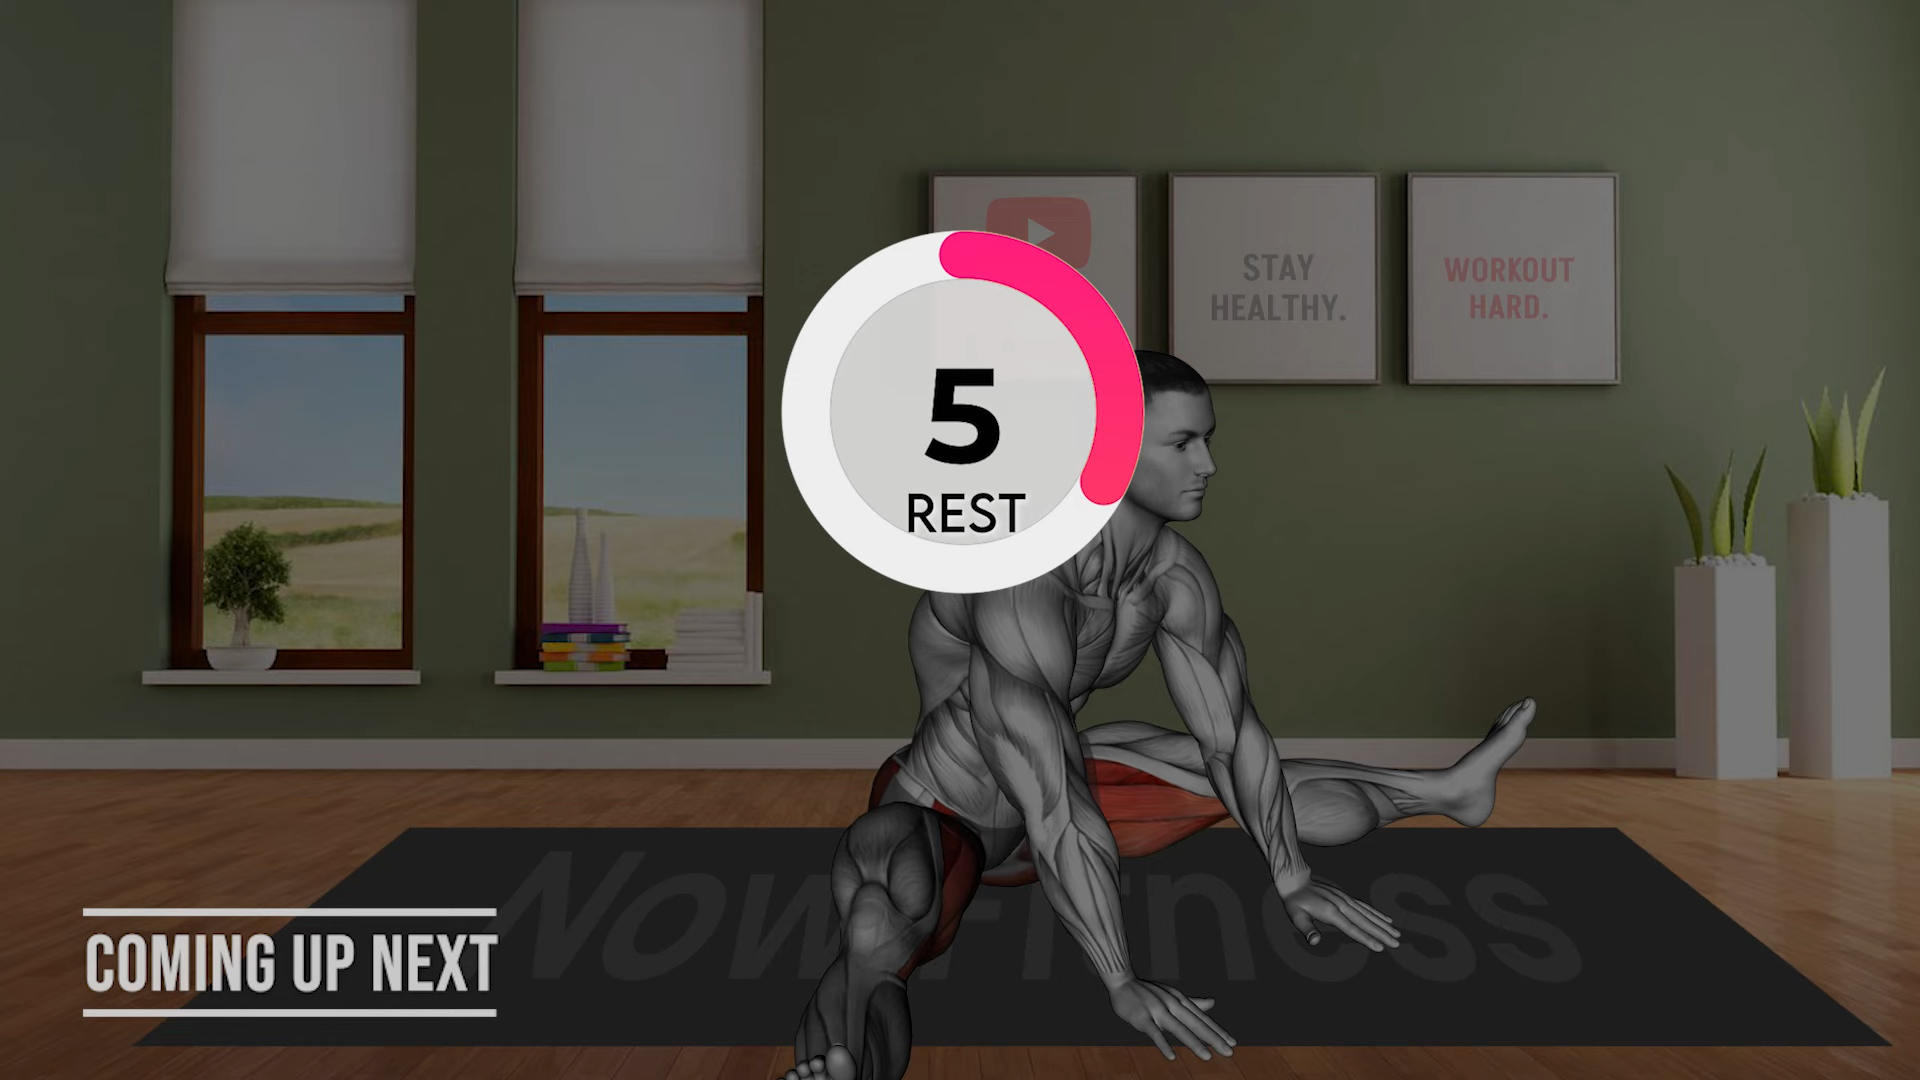 STAY
HEALTHY.
WORKOUT
HARD.
5
REST
COMING UP NEXT